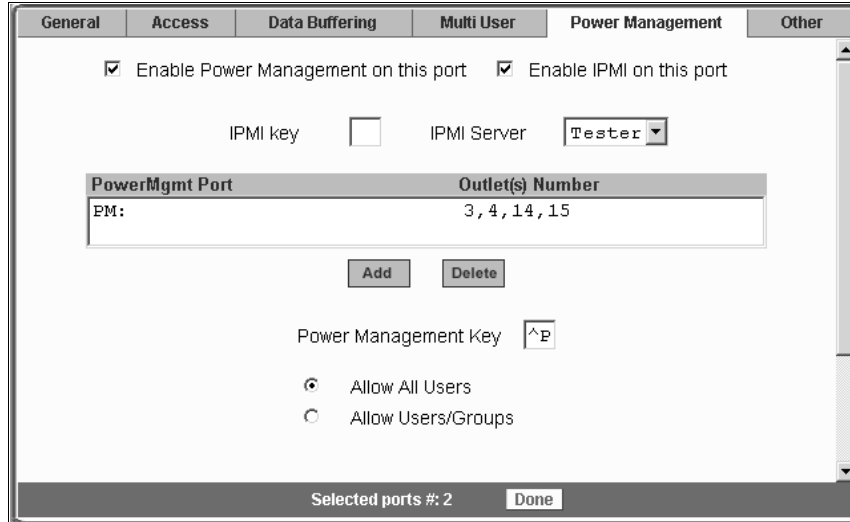 General Access Data Buffering Multi User Power Management Other
Enable Power Management on this port Enable IPMI on this port
IPMI key IPMI Server Tester
PowerMgmt Port Outlet(s) Number
PM: 3,4,14,15
Add Delete
Power Management Key ^P
Allow All Users
Allow Users/Groups
Selected ports #: 2 Done